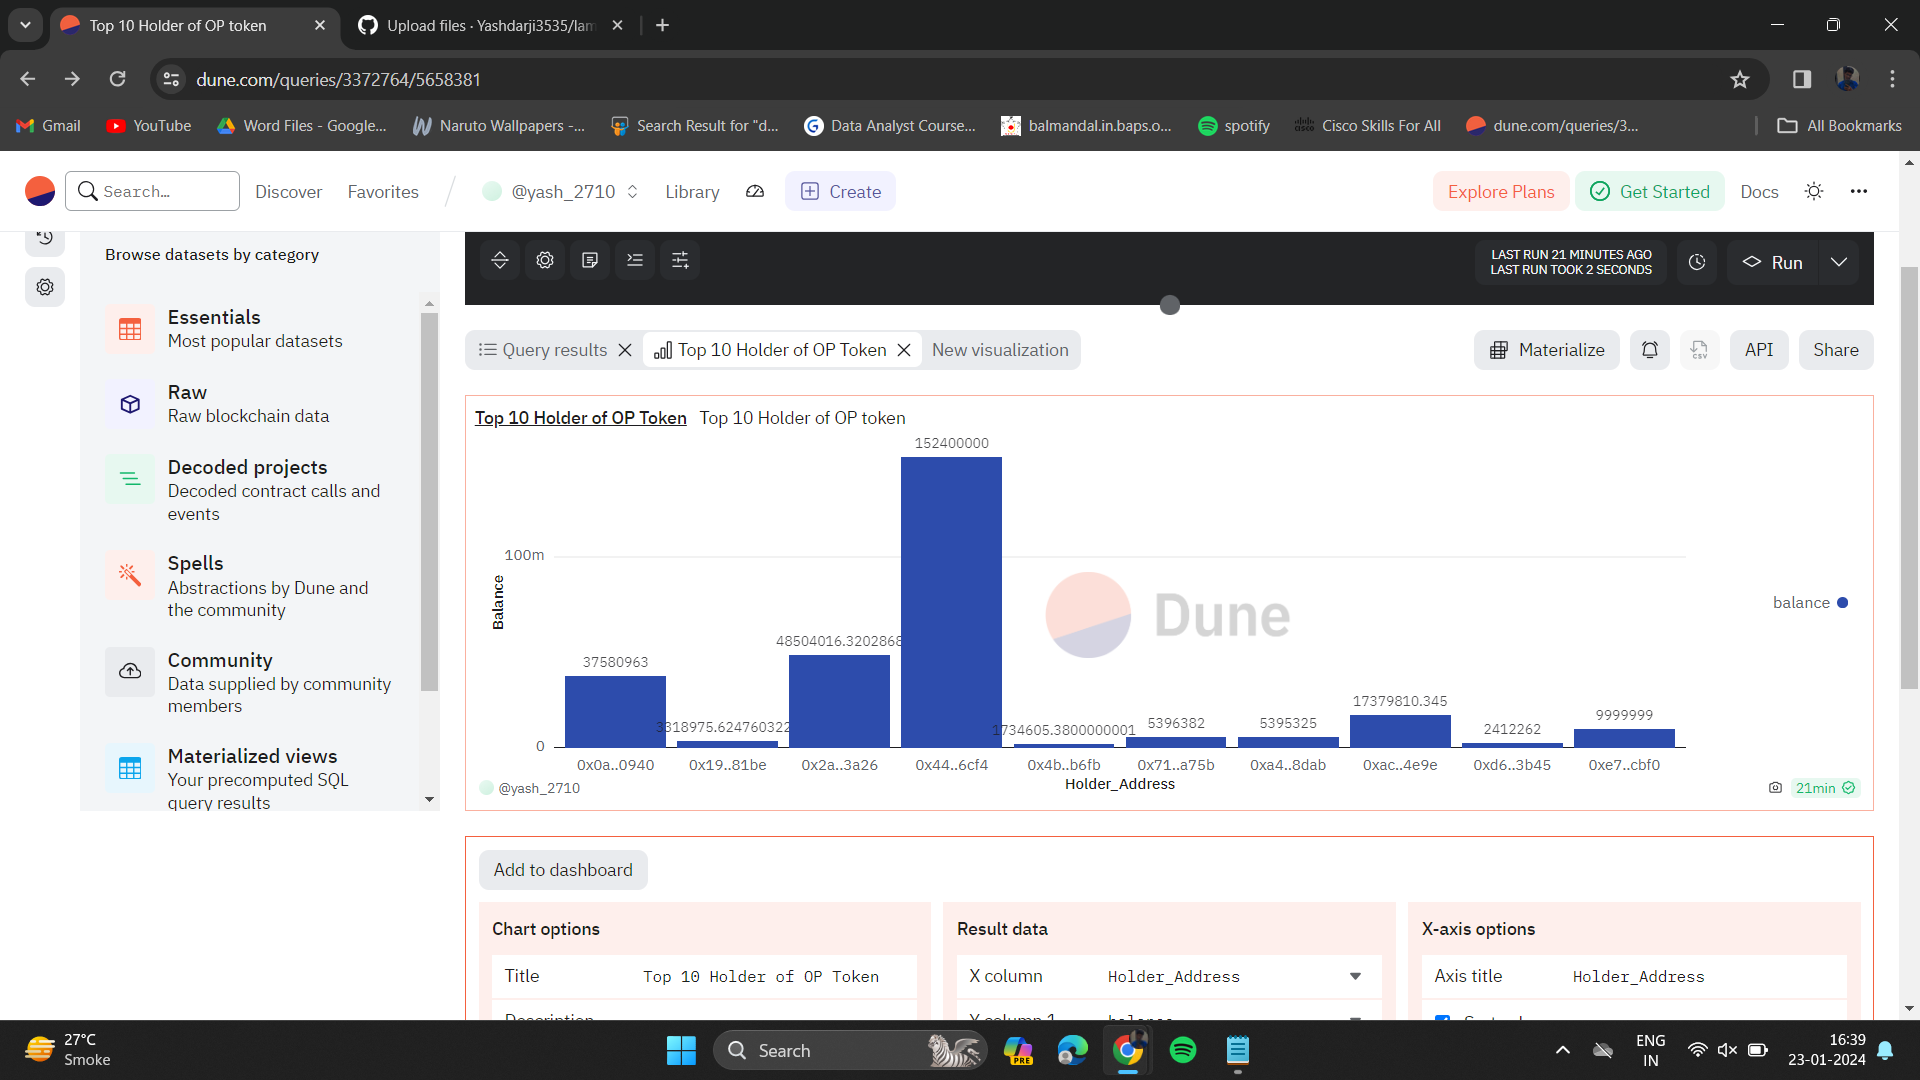 Top 10 Holder of OP token
Upload files · Yashdarji3535/lam
dune.com/queries/3372764/5658381
Gmail
YouTube
Word Files - Google...
Naruto Wallpapers -...
Search Result for "d...
Data Analyst Course...
balmandal.in.baps.o...
spotify
Cisco Skills For All
dune.com/queries/3...
All Bookmarks
Search...
Discover
Favorites
@yash_2710
Library
Create
Explore Plans
Get Started
Docs
Browse datasets by category
Essentials
Most popular datasets
Raw
Raw blockchain data
Decoded projects
Decoded contract calls and
events
Spells
Abstractions by Dune and
the community
Community
Data supplied by community
members
Materialized views
Your precomputed SQL
query results
LAST RUN 21 MINUTES AGO
LAST RUN TOOK 2 SECONDS
Run
Query results
Top 10 Holder of OP Token
New visualization
Materialize
CSV
API
Share
Top 10 Holder of OP Token Top 10 Holder of OP token
152400000
100m
Balance
Dune
balance
48504016.3202868
37580963
17379810.345
9999999
3318975.624760322
1734605.3800000001
5396382
5395325
2412262
0
0x0a..0940
0x19..81be
0x2a..3a26
0x44..6cf4
0x4b..b6fb
0x71..a75b
0xa4..8dab
0xac..4e9e
0xd6..3b45
0xe7..cbf0
Holder_Address
@yash_2710
21min
Add to dashboard
Chart options
Title
Top 10 Holder of OP Token
Description
Result data
X column
Holder_Address
Y column 1
balance
X-axis options
Axis title
Holder_Address
27°C
Smoke
Search
PRE
ENG
IN
16:39
23-01-2024